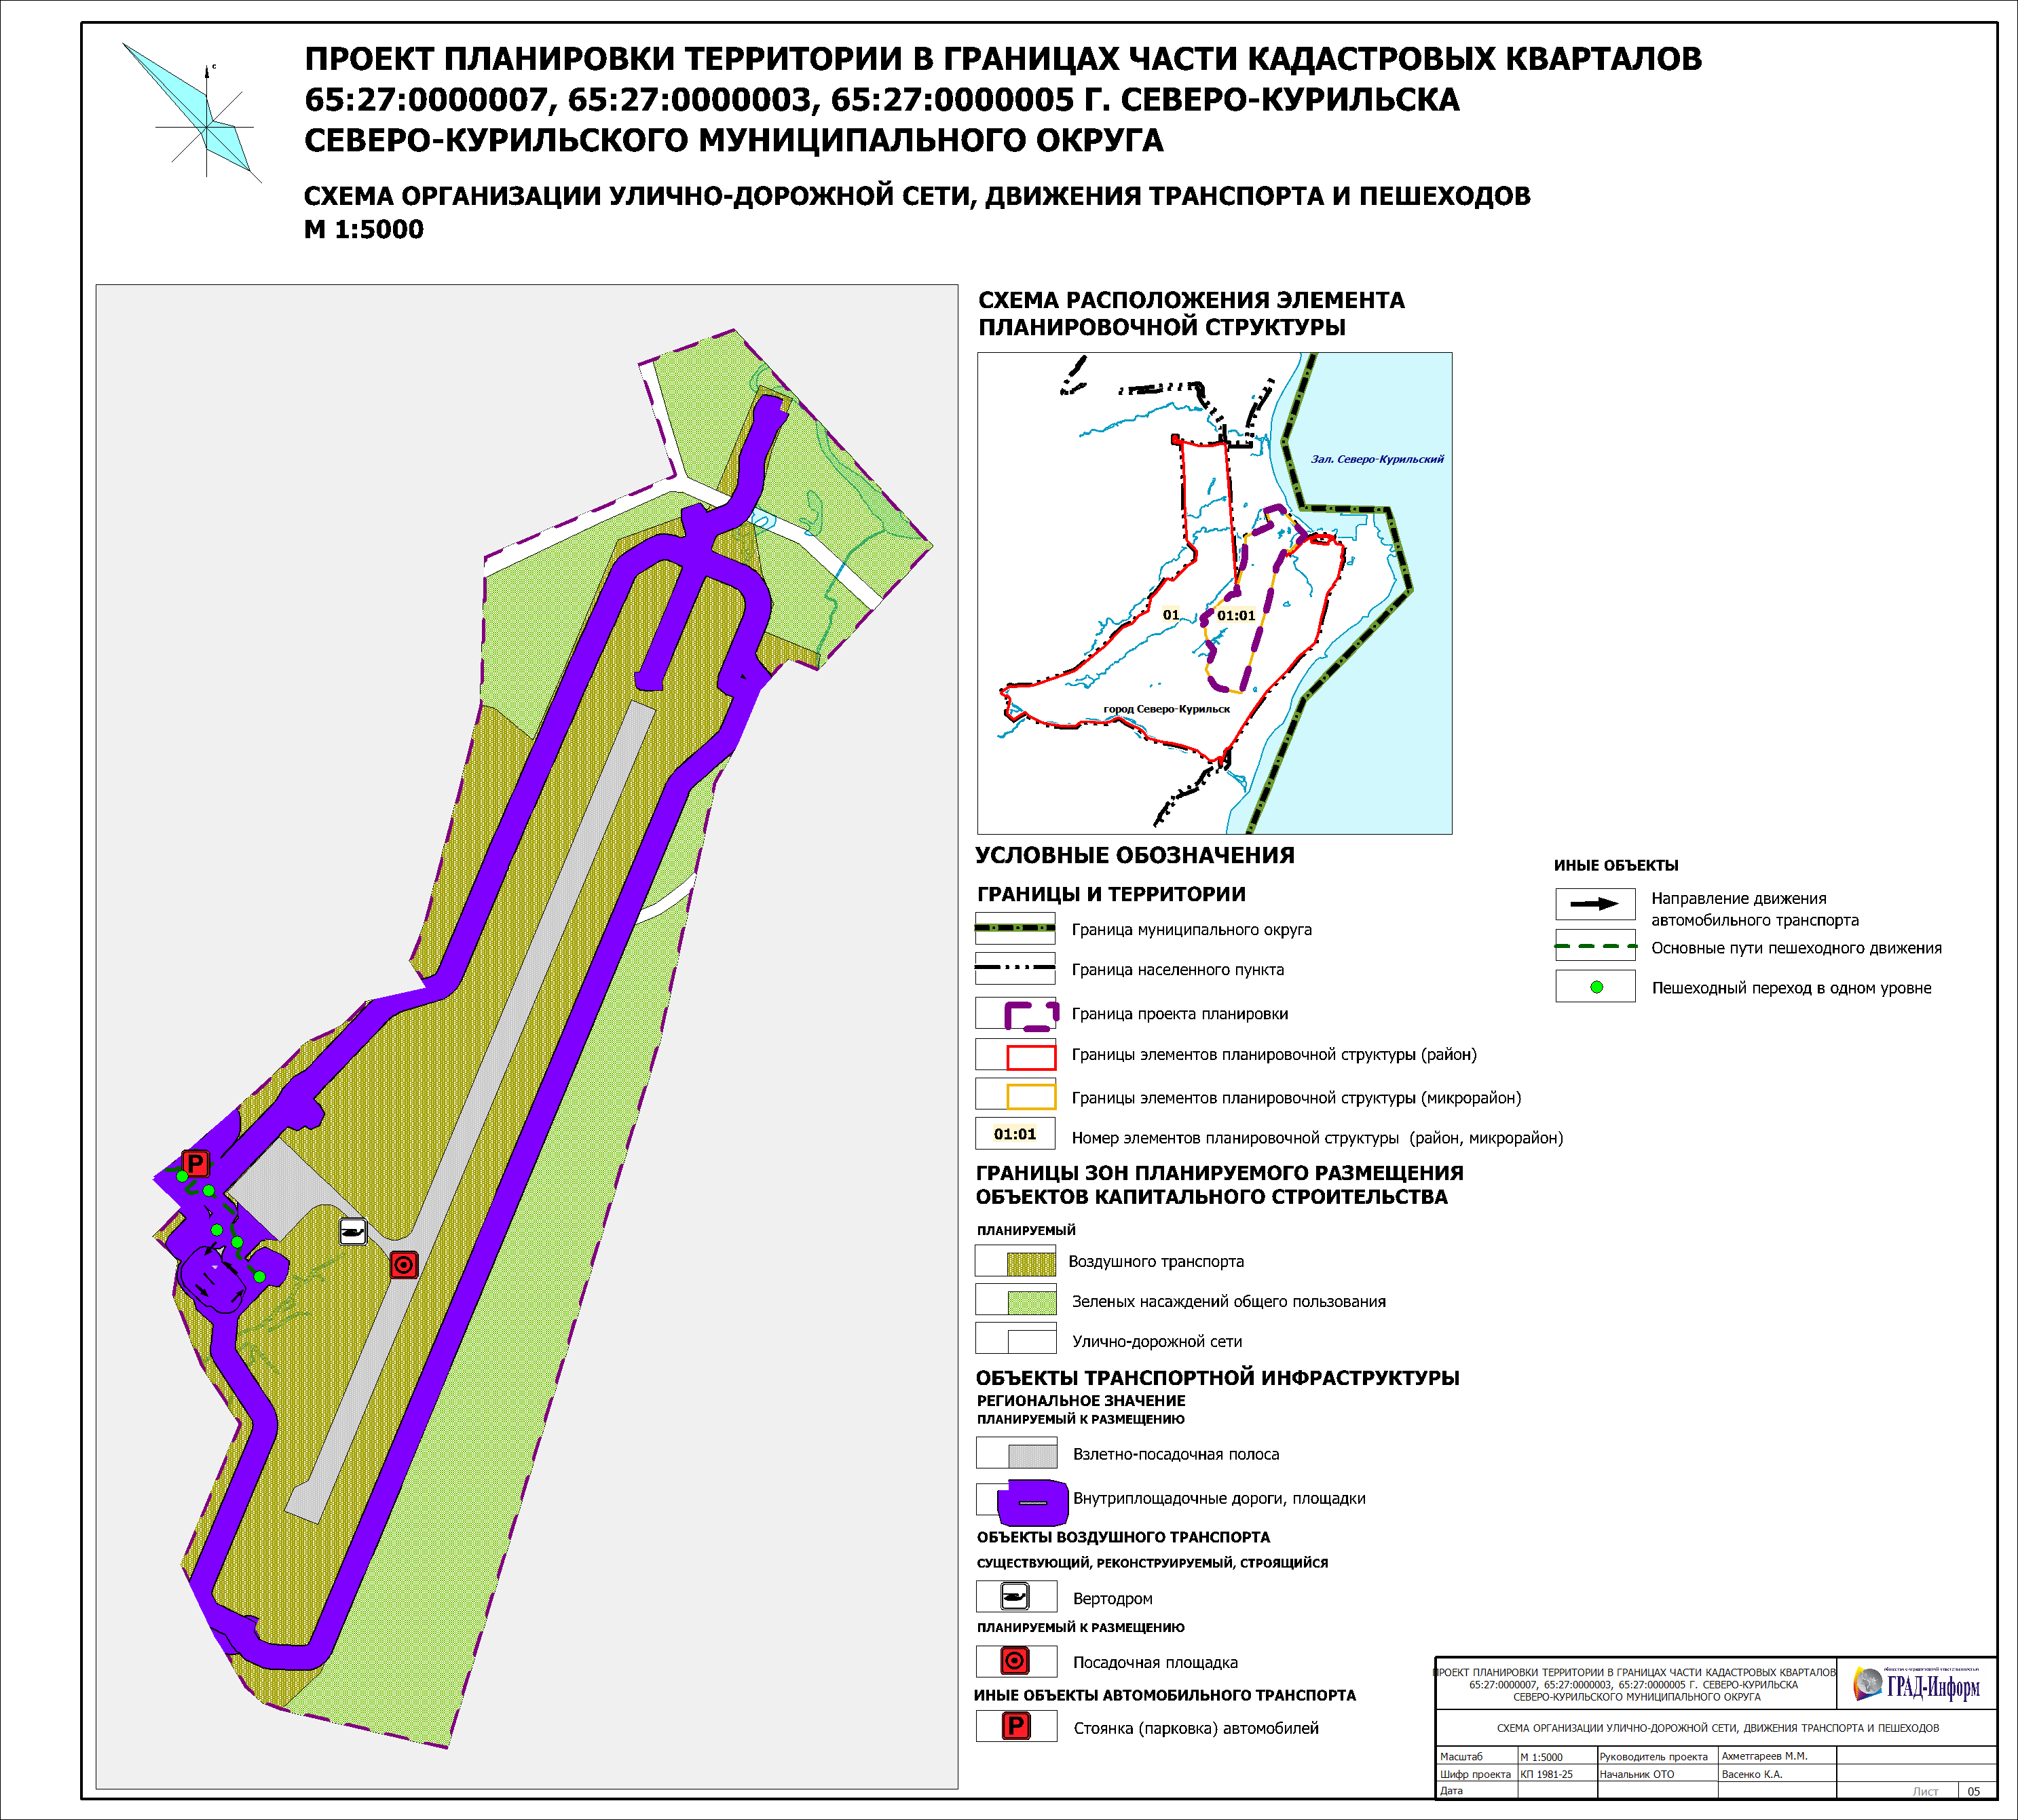 С
ПРОЕКТ ПЛАНИРОВКИ ТЕРРИТОРИИ В ГРАНИЦАХ ЧАСТИ КАДАСТРОВЫХ КВАРТАЛОВ
65:27:0000007, 65:27:0000003, 65:27:0000005 Г. СЕВЕРО-КУРИЛЬСКА
СЕВЕРО-КУРИЛЬСКОГО МУНИЦИПАЛЬНОГО ОКРУГА
СХЕМА ОРГАНИЗАЦИИ УЛИЧНО-ДОРОЖНОЙ СЕТИ, ДВИЖЕНИЯ ТРАНСПОРТА И ПЕШЕХОДОВ
М 1:5000
P
СХЕМА РАСПОЛОЖЕНИЯ ЭЛЕМЕНТА
ПЛАНИРОВОЧНОЙ СТРУКТУРЫ
Зал. Северо-Курильский
01
01:01
город Северо-Курильск
УСЛОВНЫЕ ОБОЗНАЧЕНИЯ
ГРАНИЦЫ И ТЕРРИТОРИИ
Граница муниципального округа
Граница населенного пункта
Граница проекта планировки
Границы элементов планировочной структуры (район)
Границы элементов планировочной структуры (микрорайон)
01:01 Номер элементов планировочной структуры (район, микрорайон)
ГРАНИЦЫ ЗОН ПЛАНИРУЕМОГО РАЗМЕЩЕНИЯ
ОБЪЕКТОВ КАПИТАЛЬНОГО СТРОИТЕЛЬСТВА
ПЛАНИРУЕМЫЙ
Воздушного транспорта
Зеленых насаждений общего пользования
Улично-дорожной сети
ОБЪЕКТЫ ТРАНСПОРТНОЙ ИНФРАСТРУКТУРЫ
РЕГИОНАЛЬНОЕ ЗНАЧЕНИЕ
ПЛАНИРУЕМЫЙ К РАЗМЕЩЕНИЮ
Взлетно-посадочная полоса
Внутриплощадочные дороги, площадки
ОБЪЕКТЫ ВОЗДУШНОГО ТРАНСПОРТА
СУЩЕСТВУЮЩИЙ, РЕКОНСТРУИРУЕМЫЙ, СТРОЯЩИЙСЯ
Вертодром
ПЛАНИРУЕМЫЙ К РАЗМЕЩЕНИЮ
Посадочная площадка
ИНЫЕ ОБЪЕКТЫ АВТОМОБИЛЬНОГО ТРАНСПОРТА
P Стоянка (парковка) автомобилей
ИНЫЕ ОБЪЕКТЫ
Направление движения
автомобильного транспорта
Основные пути пешеходного движения
Пешеходный переход в одном уровне
ПРОЕКТ ПЛАНИРОВКИ ТЕРРИТОРИИ В ГРАНИЦАХ ЧАСТИ КАДАСТРОВЫХ КВАРТАЛОВ
65:27:0000007, 65:27:0000003, 65:27:0000005 Г. СЕВЕРО-КУРИЛЬСКА
СЕВЕРО-КУРИЛЬСКОГО МУНИЦИПАЛЬНОГО ОКРУГА
ГРАД-Информ
СХЕМА ОРГАНИЗАЦИИ УЛИЧНО-ДОРОЖНОЙ СЕТИ, ДВИЖЕНИЯ ТРАНСПОРТА И ПЕШЕХОДОВ
Масштаб М 1:5000 Руководитель проекта Ахметгареев М.М.
Шифр проекта КП 1981-25 Начальник ОТО Васенко К.А.
Дата Лист 05